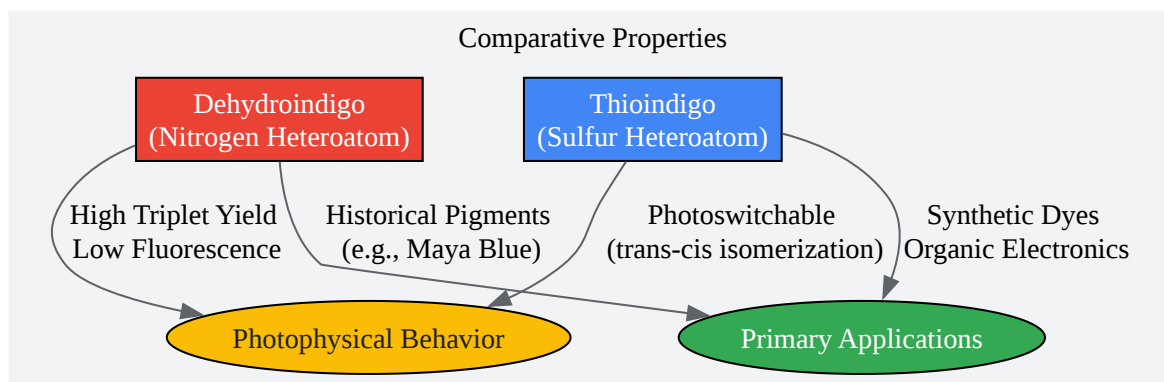 Comparative Properties
Dehydroindigo
(Nitrogen Heteroatom)
Thioindigo
(Sulfur Heteroatom)
High Triplet Yield
Low Fluorescence
Historical Pigments
(e.g., Maya Blue)
Photoswitchable
(trans-cis isomerization)
Synthetic Dyes
Organic Electronics
Photophysical Behavior
Primary Applications